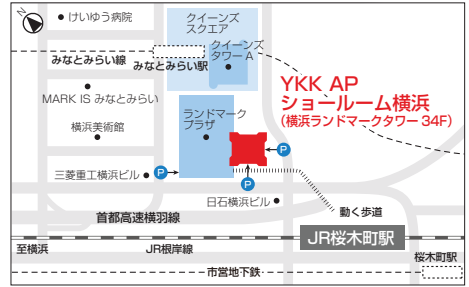 N
けいゆう病院
クイーンズ
スクエア
クイーンズ
タワーA
みなとみらい線
みなとみらい駅
MARK IS みなとみらい
横浜美術館
ランドマーク
プラザ
YKK AP
ショールーム横浜
(横浜ランドマークタワー 34F)
P
P
P
三菱重工横浜ビル
日石横浜ビル
動く歩道
首都高速横羽線
JR桜木町駅
至横浜
JR根岸線
桜木町駅
市営地下鉄